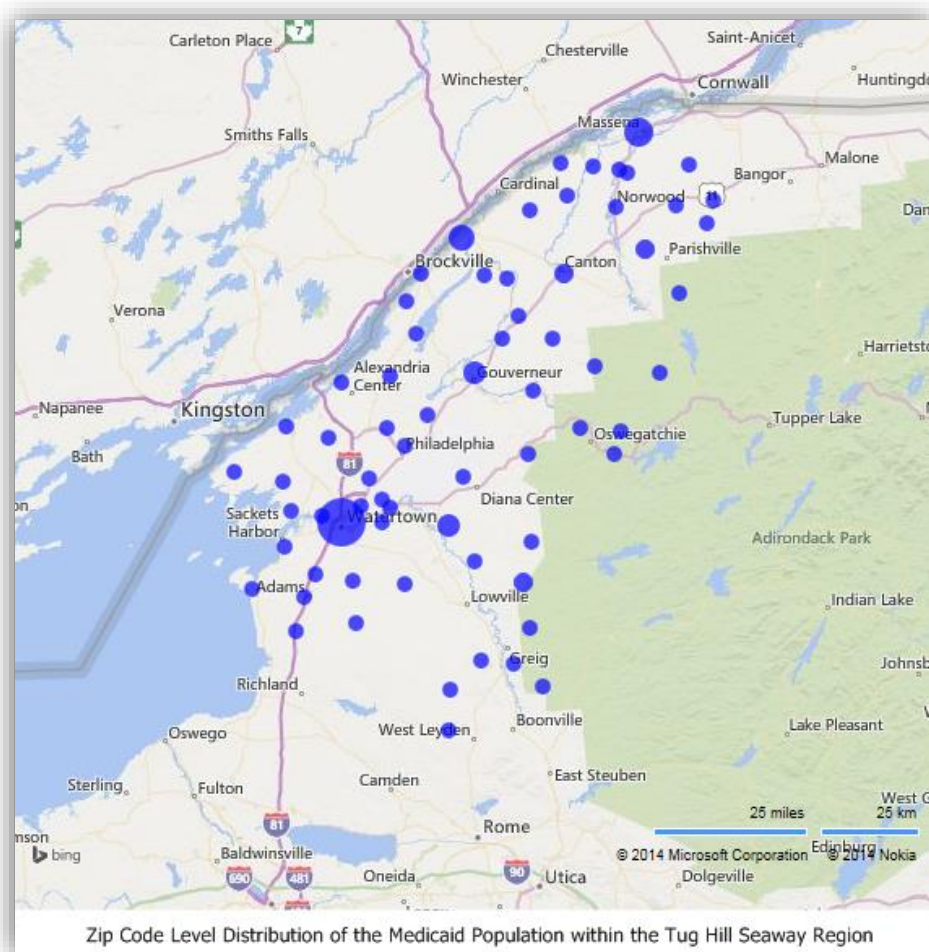 7
Carleton Place
Saint-Anicet
Chesterville
Winchester
Cornwall
Massena
Smiths Falls
Malone
Bangor
Cardinal
Norwood
11
Parishville
Brockville
Canton
Verona
Harrietsto
Alexandria
Center
Gouverneur
Napanee
Kingston
Tupper Lake
Bath
Oswegatchie
Philadelphia
81
Diana Center
Sackets
Harbor
Watertown
Adirondack Park
Adams
Lowville
Indian Lake
Greig
Richland
Boonville
West Leyden
Lake Pleasant
Oswego
East Steuben
Camden
Sterling
Fulton
25 miles
25 km
81
Rome
Edinburg
bing
Baldwinsville
© 2014 Microsoft Corporation
© 2014 Nokia
690
481
Oneida
90
Utica
Dolgeville
Zip Code Level Distribution of the Medicaid Population within the Tug Hill Seaway Region